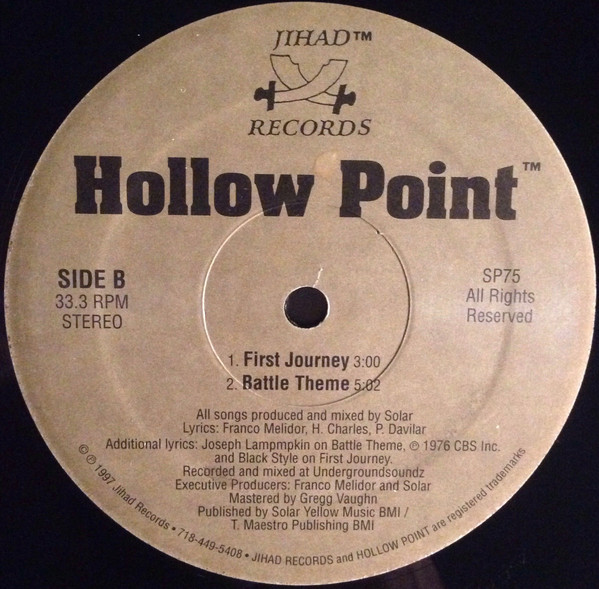 JIHAD™
RECORDS
Hollow Point™
SIDE B
33.3 RPM
STEREO
SP75
All Rights
Reserved
1. First Journey 3:00
2. Battle Theme 5:02
All songs produced and mixed by Solar
Lyrics: Franco Melidor, H. Charles, P. Davilar
Additional lyrics: Joseph Lampmpkin on Battle Theme, ℗ 1976 CBS Inc.
and Black Style on First Journey.
Recorded and mixed at Undergroundsoundz
Executive Producers: Franco Melidor and Solar
Mastered by Gregg Vaughn
Published by Solar Yellow Music BMI /
T. Maestro Publishing BMI
© ℗ 1997 Jihad Records • 718-449-5408 • JIHAD RECORDS and HOLLOW POINT are registered trademarks